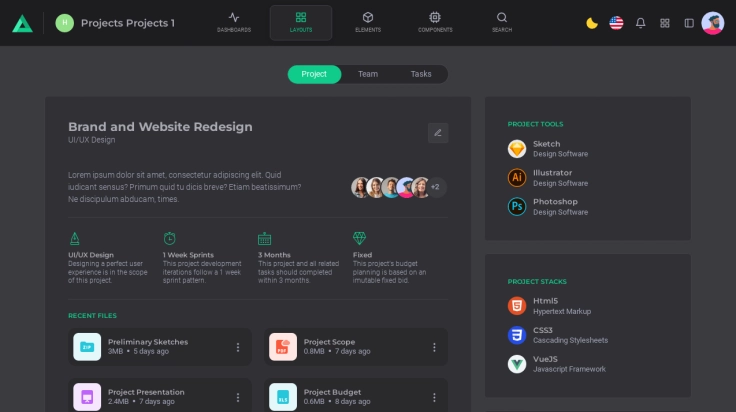 H
Projects Projects 1
DASHBOARDS
LAYOUTS
ELEMENTS
COMPONENTS
SEARCH
Project
Team
Tasks
Brand and Website Redesign
UI/UX Design
Lorem ipsum dolor sit amet, consectetur adipiscing elit. Quid
iudicant sensus? Primum quid tu dicis breve? Etiam beatissimum?
Ne discipulum abducam, times.
+2
UI/UX Design
Designing a perfect user
experience is in the scope
of this project.
1 Week Sprints
This project development
iterations follow a 1 week
sprint pattern.
3 Months
This project and all related
tasks should completed
within 3 months.
Fixed
This project's budget
planning is based on an
imutable fixed bid.
RECENT FILES
ZIP
Preliminary Sketches
3MB • 5 days ago
PDF
Project Scope
0.8MB • 7 days ago
Project Presentation
2.4MB • 7 days ago
XLS
Project Budget
0.6MB • 8 days ago
PROJECT TOOLS
Sketch
Design Software
Ai
Illustrator
Design Software
Ps
Photoshop
Design Software
PROJECT STACKS
Html5
Hypertext Markup
CSS3
Cascading Stylesheets
VueJS
Javascript Framework